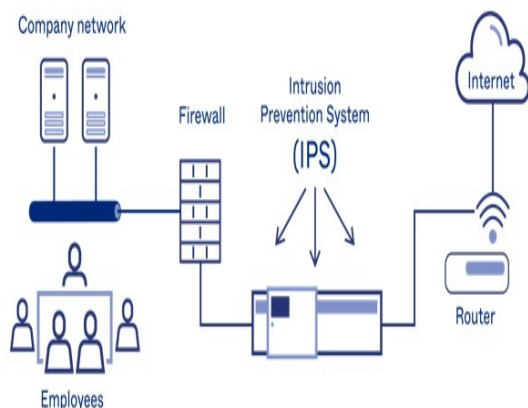 Company network
Internet
Intrusion
Prevention System
(IPS)
Firewall
Router
Employees